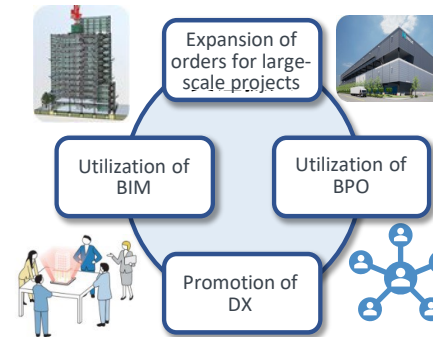 Expansion of
orders for large-
scale projects
Utilization of
BIM
Utilization of
BPO
Promotion of
DX